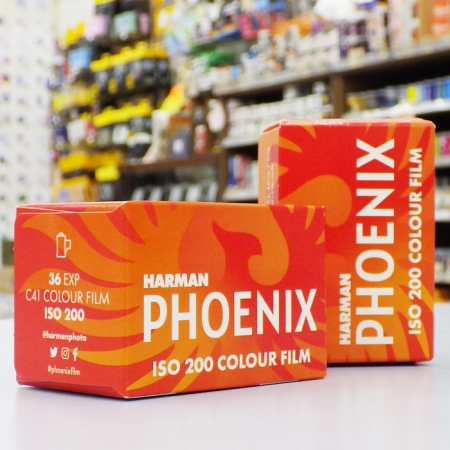 36 EXP
C41 COLOUR FILM
ISO 200
@harmanphoto
#phoenixfilm
HARMAN
PHOENIX
ISO 200 COLOUR FILM
HARMAN
PHOENIX
ISO 200 COLOUR FILM